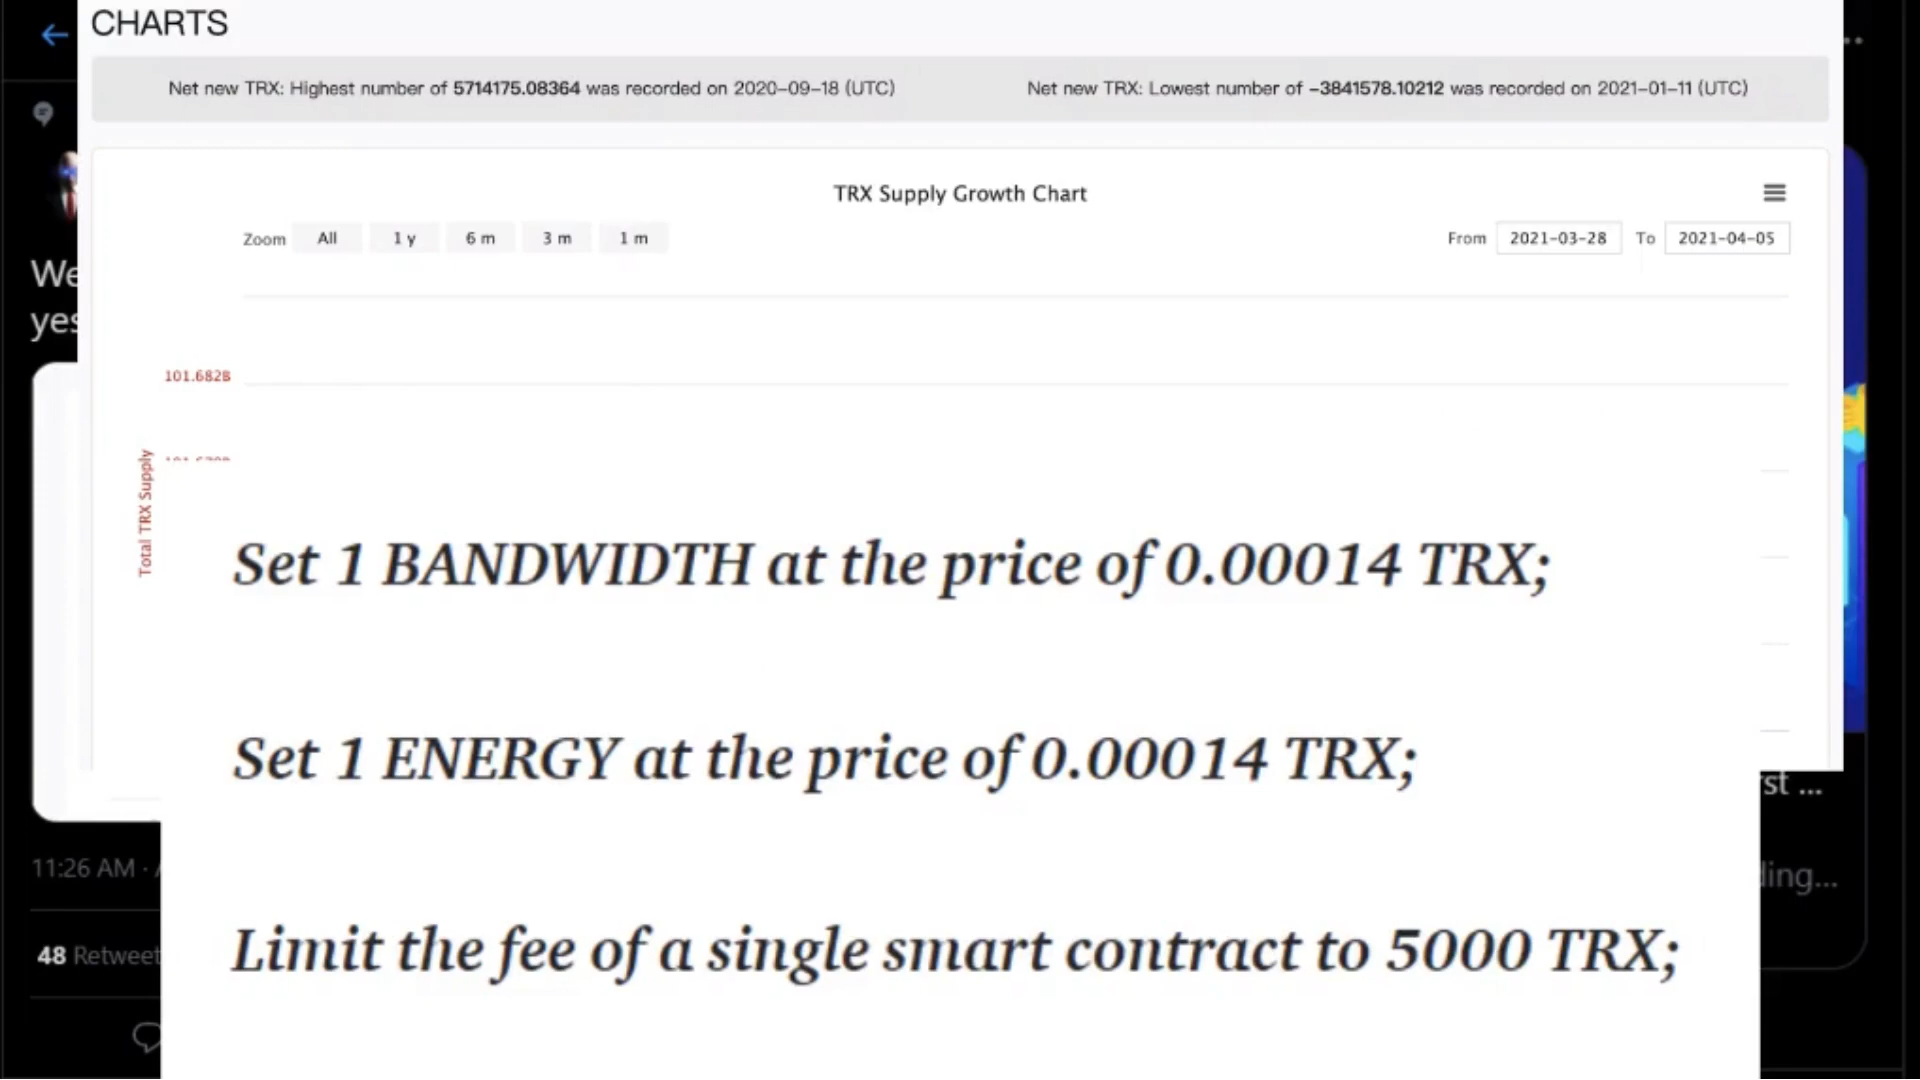 CHARTS
Net new TRX: Highest number of 5714175.08364 was recorded on 2020-09-18 (UTC)
Net new TRX: Lowest number of -3841578.10212 was recorded on 2021-01-11 (UTC)
TRX Supply Growth Chart
Zoom All 1 y 6 m 3 m 1 m
From 2021-03-28 To 2021-04-05
We
yes
101.682B
Total TRX Supply
Set 1 BANDWIDTH at the price of 0.00014 TRX;
Set 1 ENERGY at the price of 0.00014 TRX;
rst ...
11:26 AM ·
ding...
Limit the fee of a single smart contract to 5000 TRX;
48 Retweet